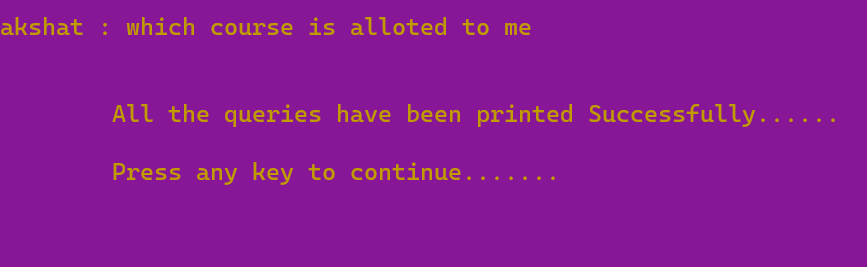 akshat : which course is alloted to me
All the queries have been printed Successfully......
Press any key to continue.......